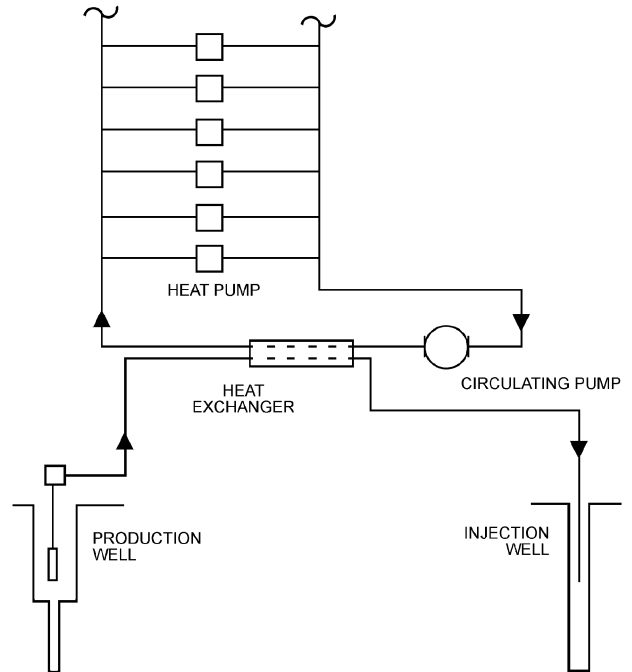 HEAT PUMP
HEAT
EXCHANGER
CIRCULATING PUMP
PRODUCTION
WELL
INJECTION
WELL